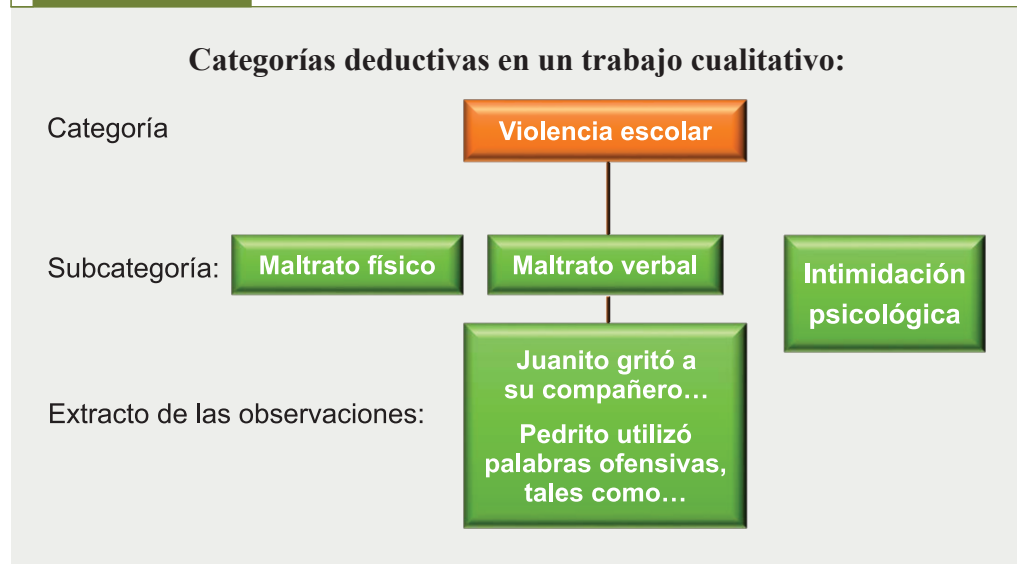 Categorías deductivas en un trabajo cualitativo:
Categoría
Violencia escolar
Subcategoría:
Maltrato físico
Maltrato verbal
Intimidación
psicológica
Extracto de las observaciones:
Juanito gritó a
su compañero…
Pedrito utilizó
palabras ofensivas,
tales como…